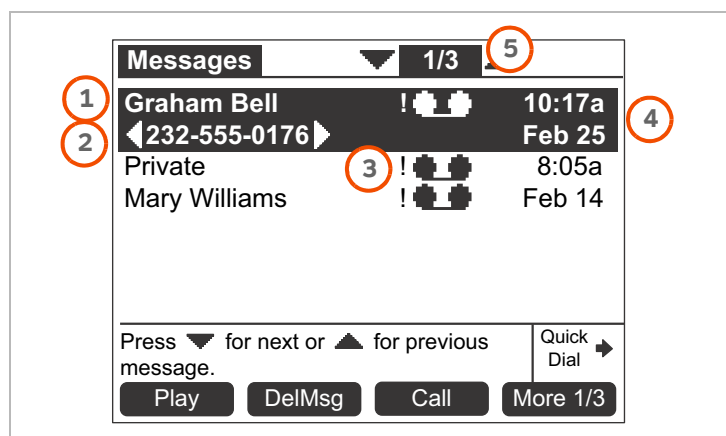 Messages 1/3 5
1 Graham Bell ! 10:17a
2 232-555-0176 Feb 25 4
Private 3 ! 8:05a
Mary Williams ! Feb 14
Press for next or for previous
message.
Quick
Dial
Play DelMsg Call More 1/3